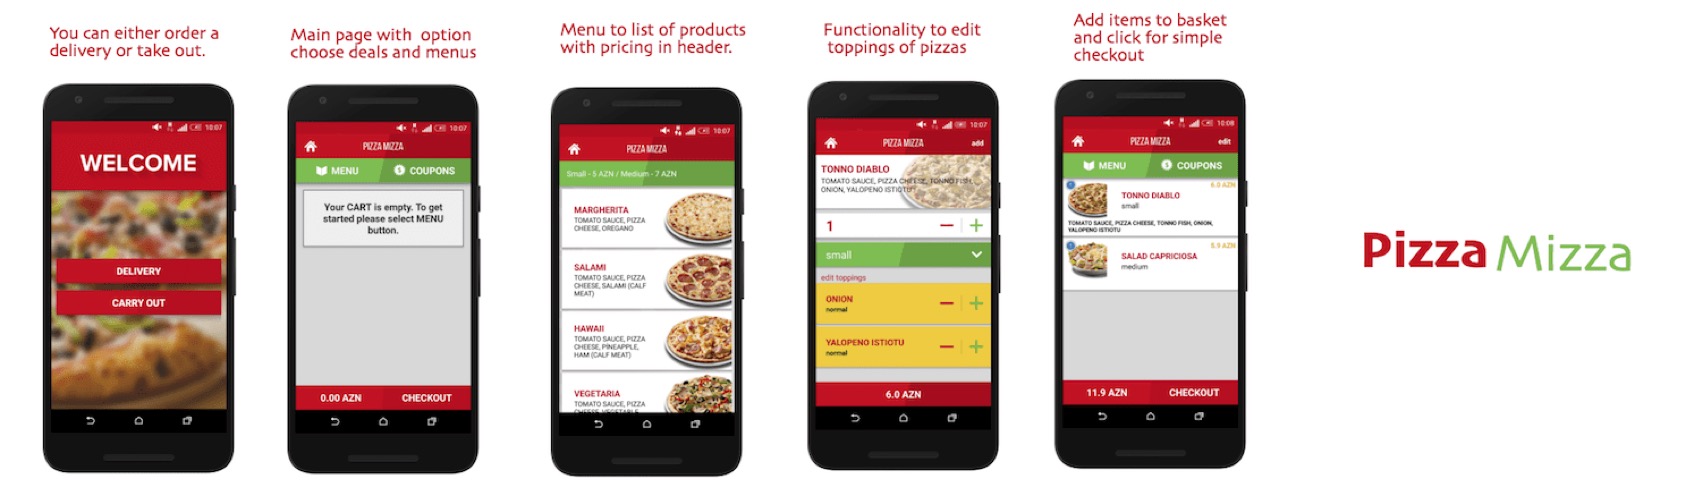 You can either order a
delivery or take out.
10:07
WELCOME
DELIVERY
CARRY OUT
Main page with option
choose deals and menus
10:07
PIZZA MIZZA
MENU
COUPONS
Your CART is empty. To get
started please select MENU
button.
0.00 AZN
CHECKOUT
Menu to list of products
with pricing in header.
10:07
PIZZA MIZZA
Small - 5 AZN / Medium - 7 AZN
MARGHERITA
TOMATO SAUCE, PIZZA
CHEESE, OREGANO
SALAMI
TOMATO SAUCE, PIZZA
CHEESE, SALAMI (CALF
MEAT)
HAWAII
TOMATO SAUCE, PIZZA
CHEESE, PINEAPPLE,
HAM (CALF MEAT)
VEGETARIA
TOMATO SAUCE, PIZZA
CHEESE, VEGETABLE
Functionality to edit
toppings of pizzas
10:07
PIZZA MIZZA
add
TONNO DIABLO
TOMATO SAUCE, PIZZA CHEESE, TONNO FISH,
ONION, YALOPENO ISTIOTU
1
small
edit toppings
ONION
normal
YALOPENO ISTIOTU
normal
6.0 AZN
Add items to basket
and click for simple
checkout
10:08
PIZZA MIZZA
edit
MENU
COUPONS
6.0 AZN
TONNO DIABLO
small
TOMATO SAUCE, PIZZA CHEESE, TONNO FISH, ONION,
YALOPENO ISTIOTU
5.9 AZN
SALAD CAPRICIOSA
medium
11.9 AZN
CHECKOUT
Pizza Mizza